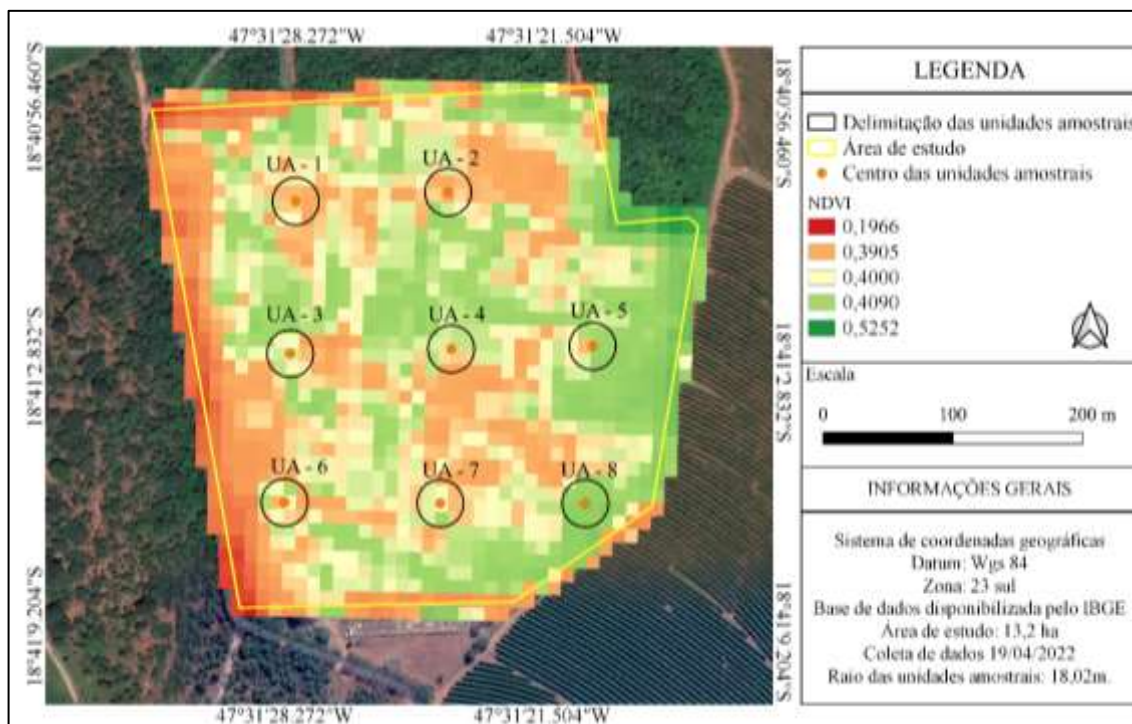 47°31'28.272"W
47°31'21.504"W
18°40'56.460"S
18°40'56.460"S
18°41'2.832"S
18°41'2.832"S
18°41'9.204"S
18°41'9.204"S
UA - 1
UA - 2
UA - 3
UA - 4
UA - 5
UA - 6
UA - 7
UA - 8
47°31'28.272"W
47°31'21.504"W
LEGENDA
Delimitação das unidades amostrais
Área de estudo
Centro das unidades amostrais
NDVI
0,1966
0,3905
0,4000
0,4090
0,5252
Escala
0 100 200 m
INFORMAÇÕES GERAIS
Sistema de coordenadas geográficas
Datum: Wgs 84
Zona: 23 sul
Base de dados disponibilizada pelo IBGE
Área de estudo: 13,2 ha
Coleta de dados 19/04/2022
Raio das unidades amostrais: 18,02m.